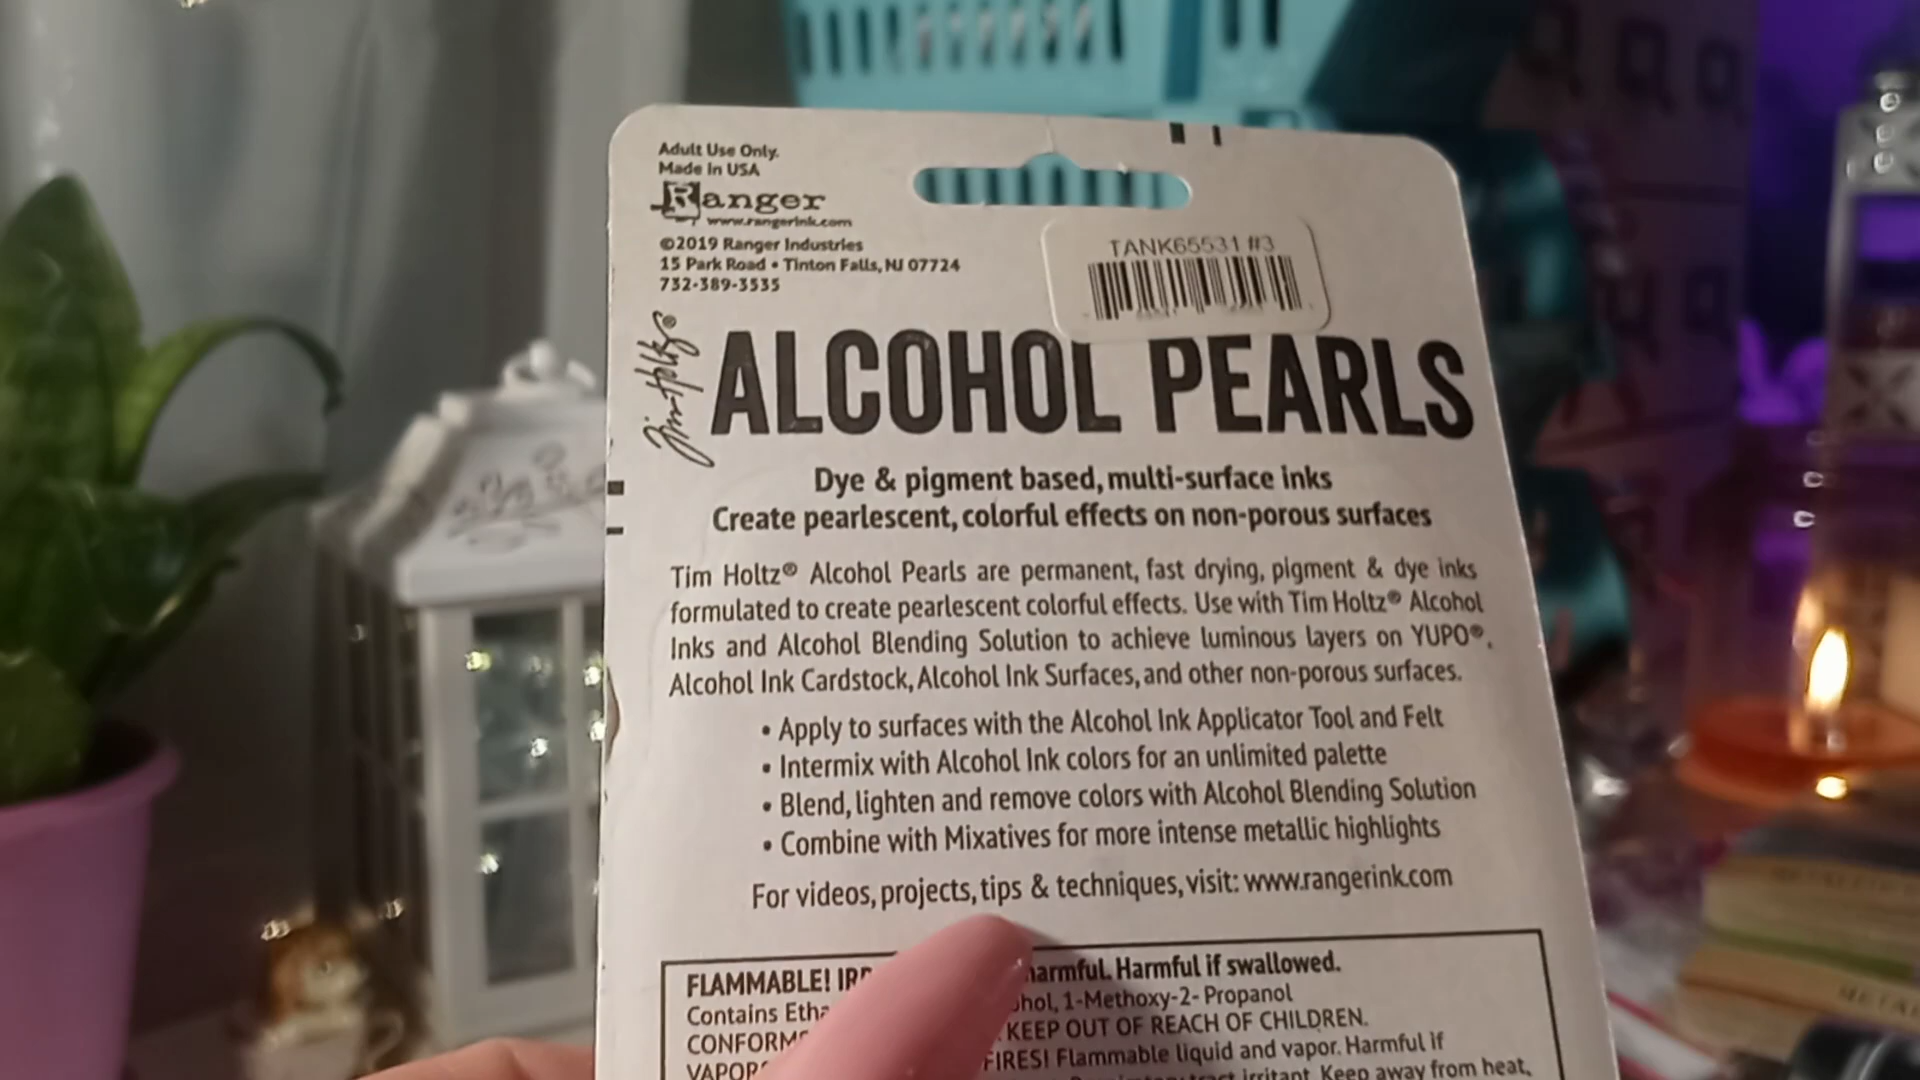 Adult Use Only.
Made in USA
Ranger
www.rangerink.com
©2019 Ranger Industries
15 Park Road • Tinton Falls, NJ 07724
732-389-3535
TANK65531 #3
Tim Holtz®
ALCOHOL PEARLS
Dye & pigment based, multi-surface inks
Create pearlescent, colorful effects on non-porous surfaces
Tim Holtz® Alcohol Pearls are permanent, fast drying, pigment & dye inks
formulated to create pearlescent colorful effects. Use with Tim Holtz® Alcohol
Inks and Alcohol Blending Solution to achieve luminous layers on YUPO®,
Alcohol Ink Cardstock, Alcohol Ink Surfaces, and other non-porous surfaces.
• Apply to surfaces with the Alcohol Ink Applicator Tool and Felt
• Intermix with Alcohol Ink colors for an unlimited palette
• Blend, lighten and remove colors with Alcohol Blending Solution
• Combine with Mixatives for more intense metallic highlights
For videos, projects, tips & techniques, visit: www.rangerink.com
FLAMMABLE! harmful. Harmful if swallowed.
Contains 1-Methoxy-2- Propanol
KEEP OUT OF REACH OF CHILDREN.
Flammable liquid and vapor. Harmful if
irritant. Keep away from heat,